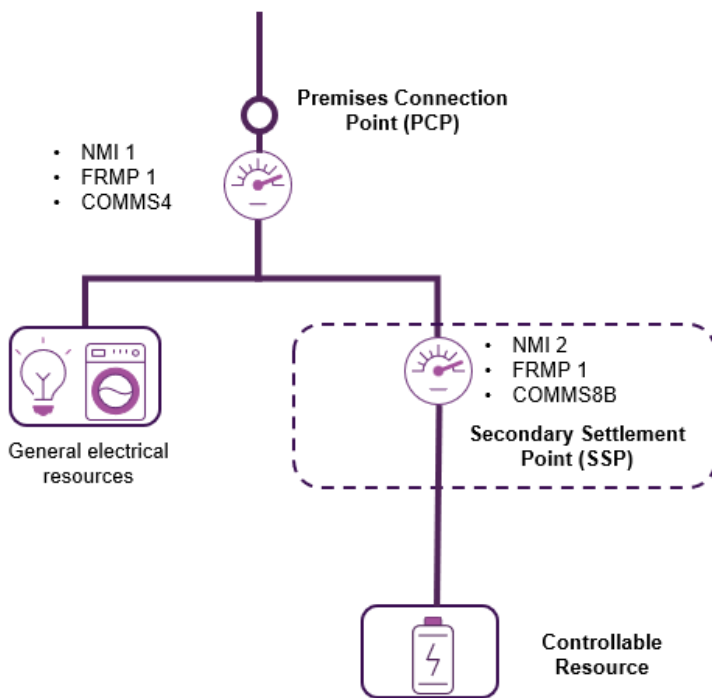 Premises Connection
Point (PCP)
• NMI 1
• FRMP 1
• COMMS4
• NMI 2
• FRMP 1
• COMMS8B
Secondary Settlement
Point (SSP)
General electrical
resources
Controllable
Resource